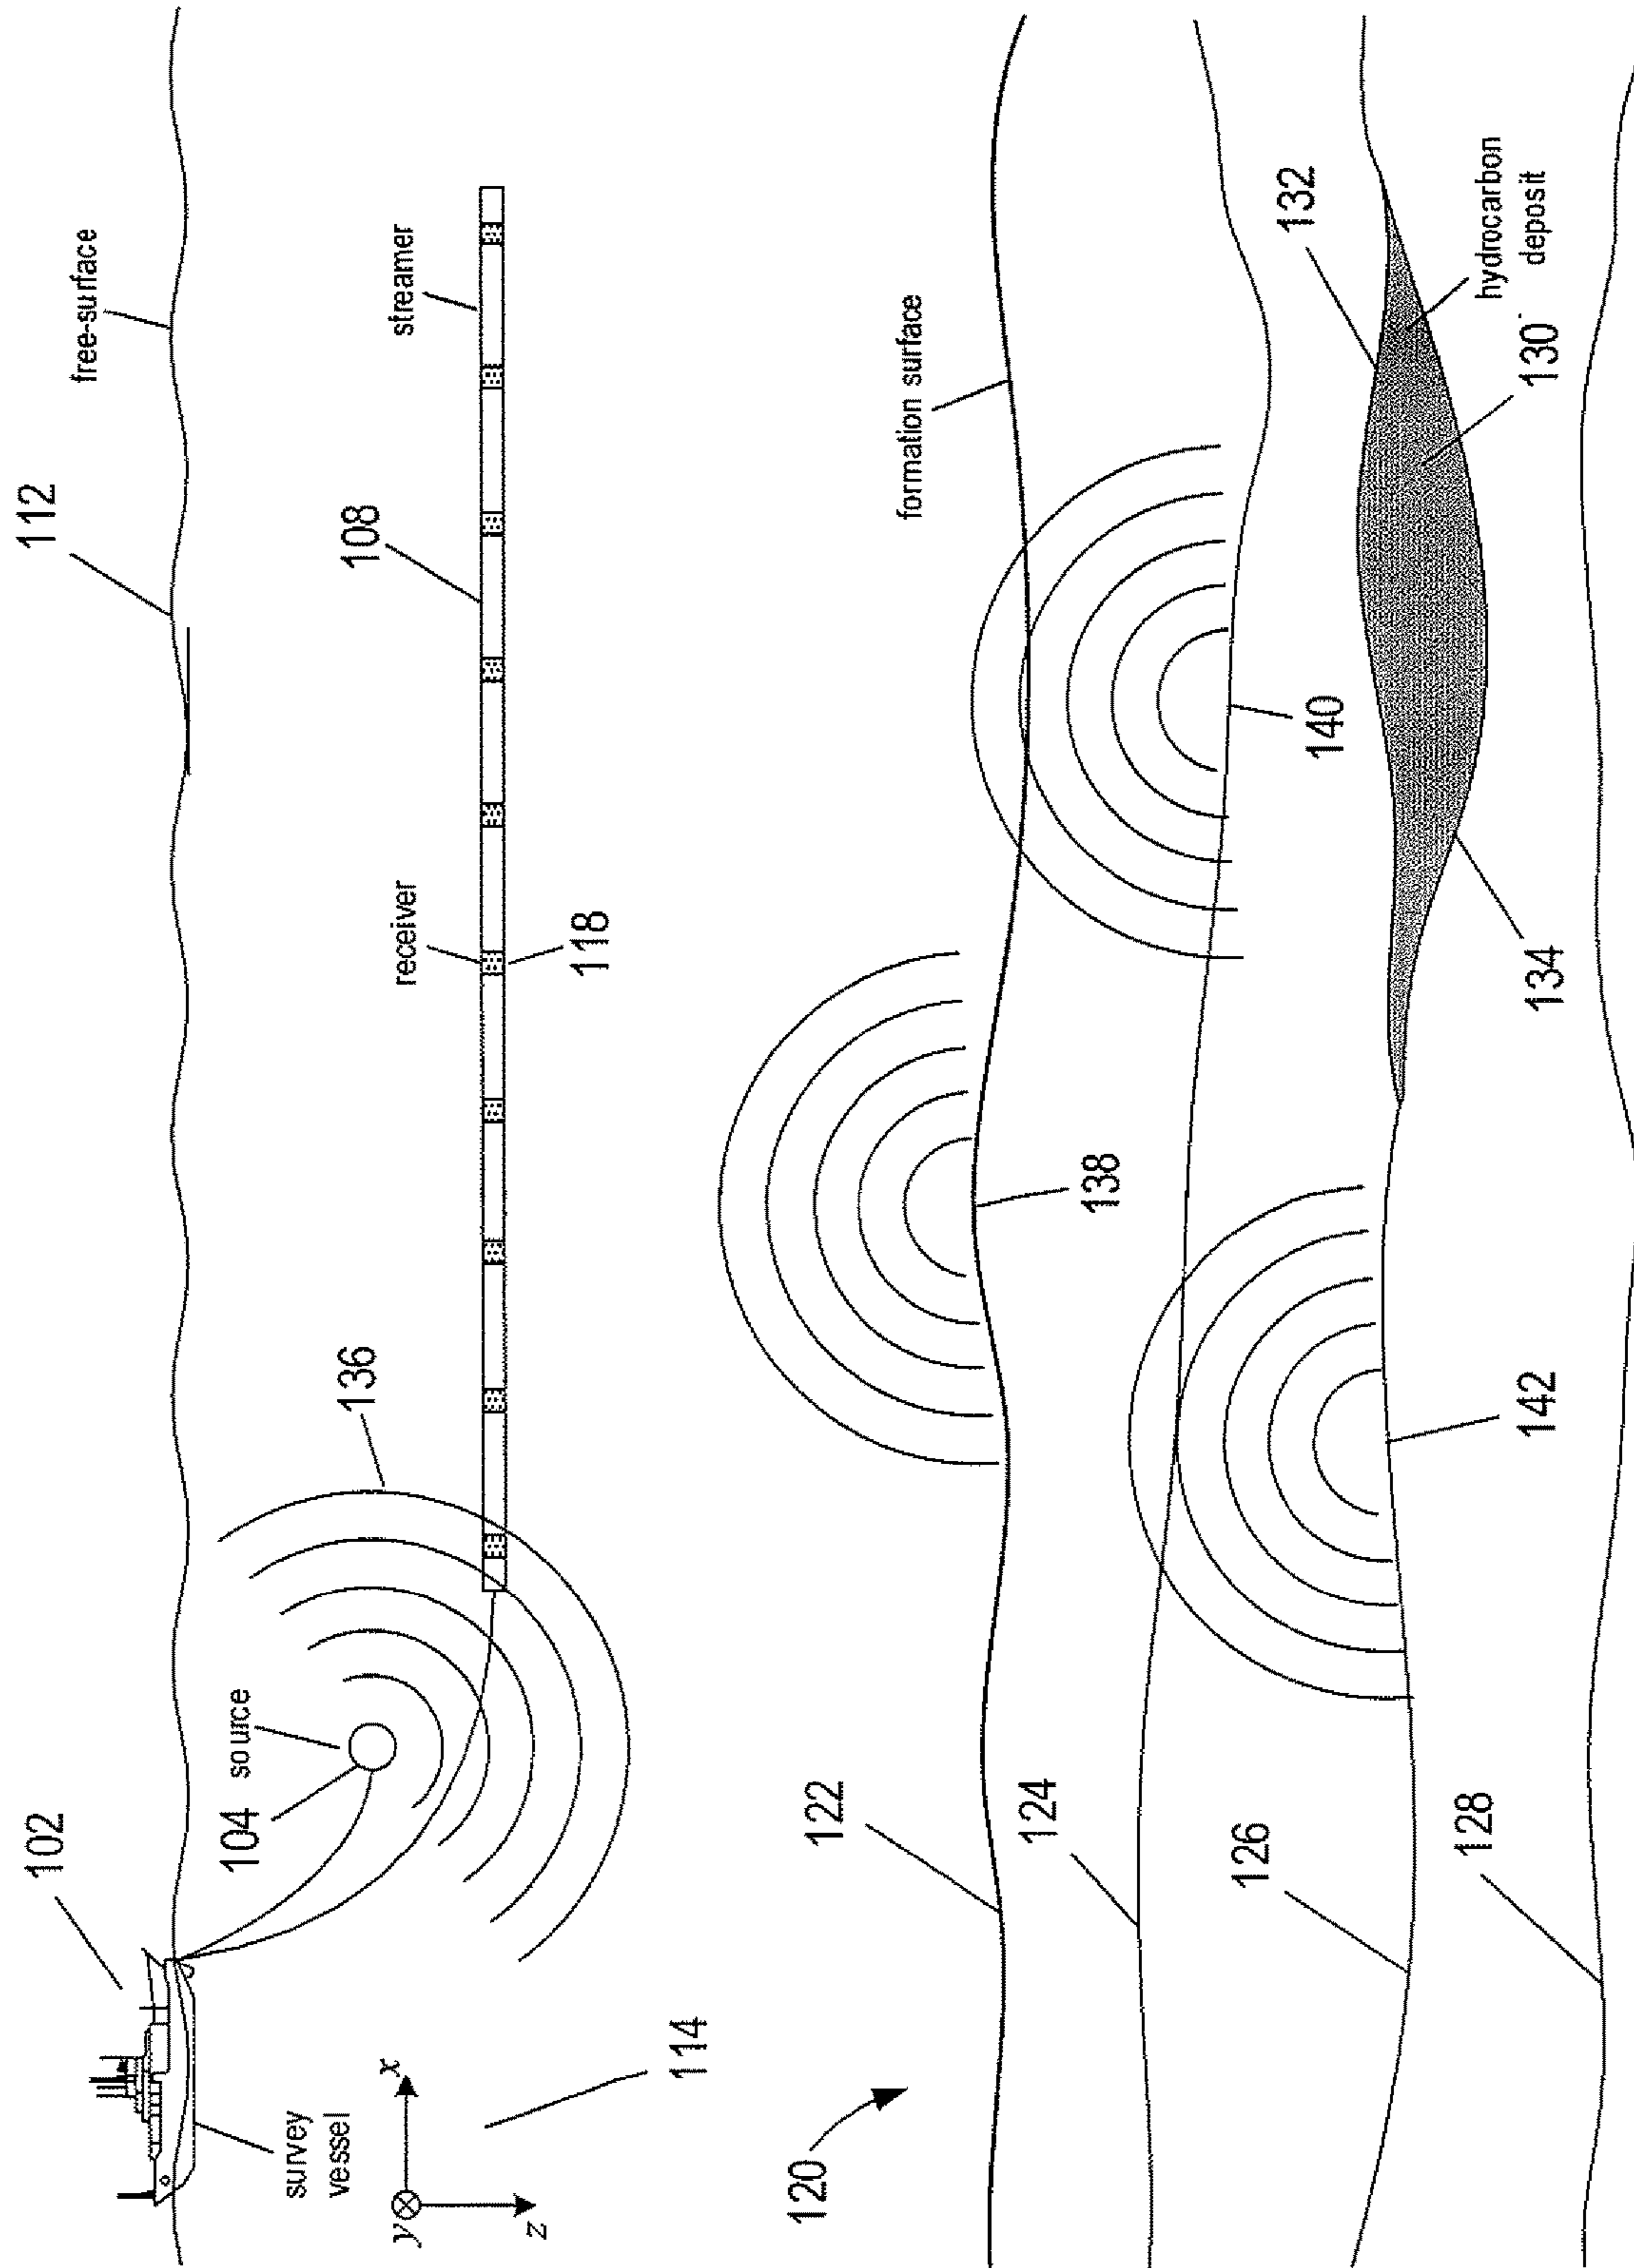 102
112
free-surface
source
104
survey
vessel
136
108
receiver
streamer
x
y
z
118
114
120
122
formation surface
124
138
126
132
140
128
hydrocarbon
deposit
142
134
130